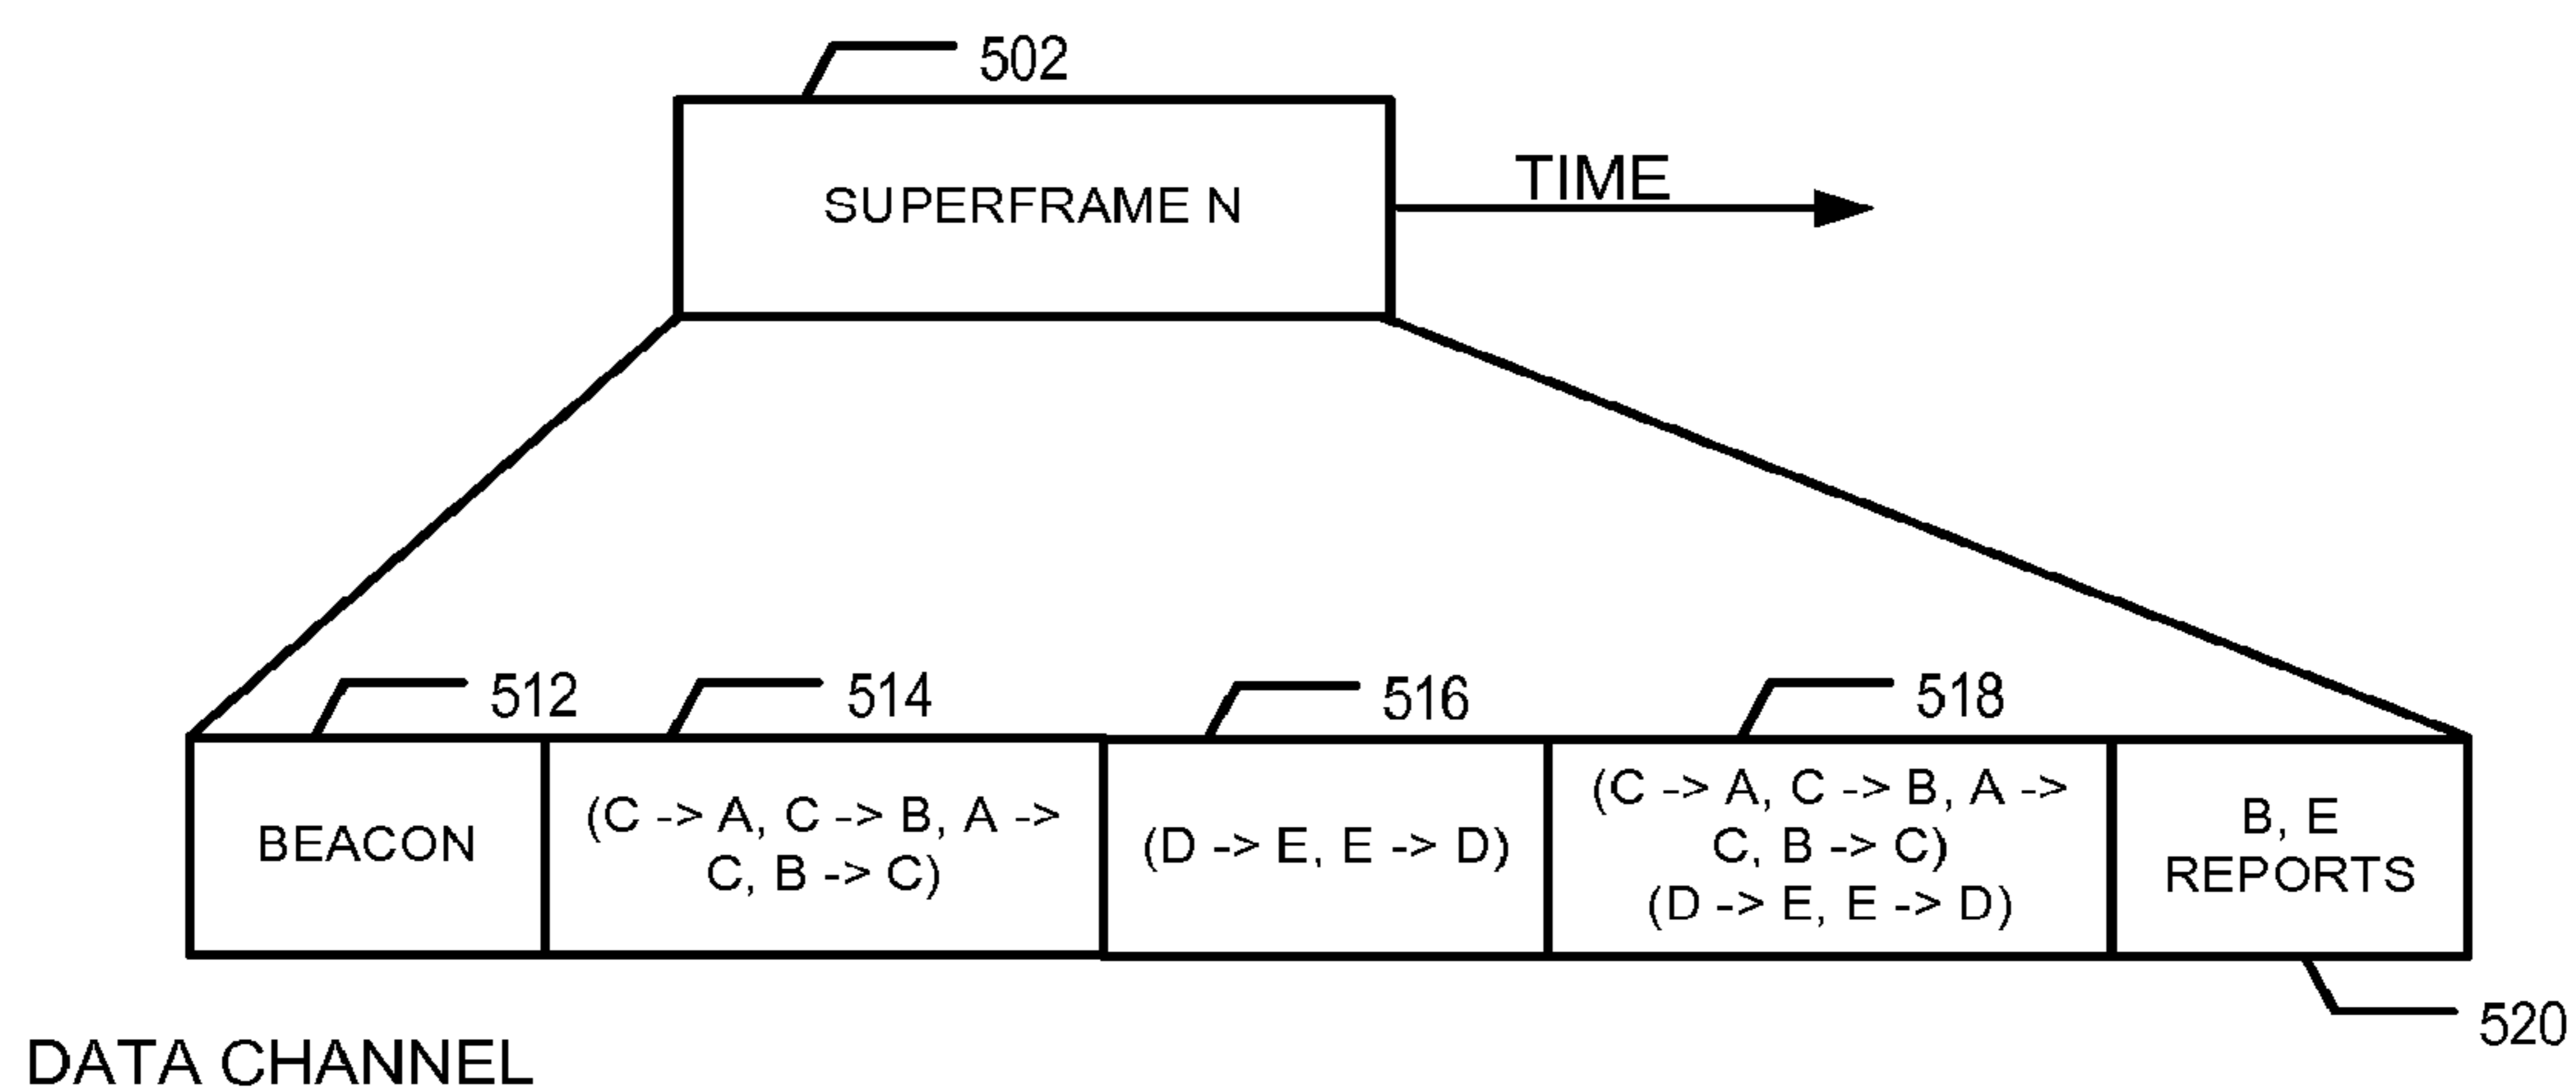 502
SUPERFRAME N
TIME
512
514
516
518
BEACON
(C -> A, C -> B, A ->
C, B -> C)
(D -> E, E -> D)
(C -> A, C -> B, A ->
C, B -> C)
(D -> E, E -> D)
B, E
REPORTS
520
DATA CHANNEL